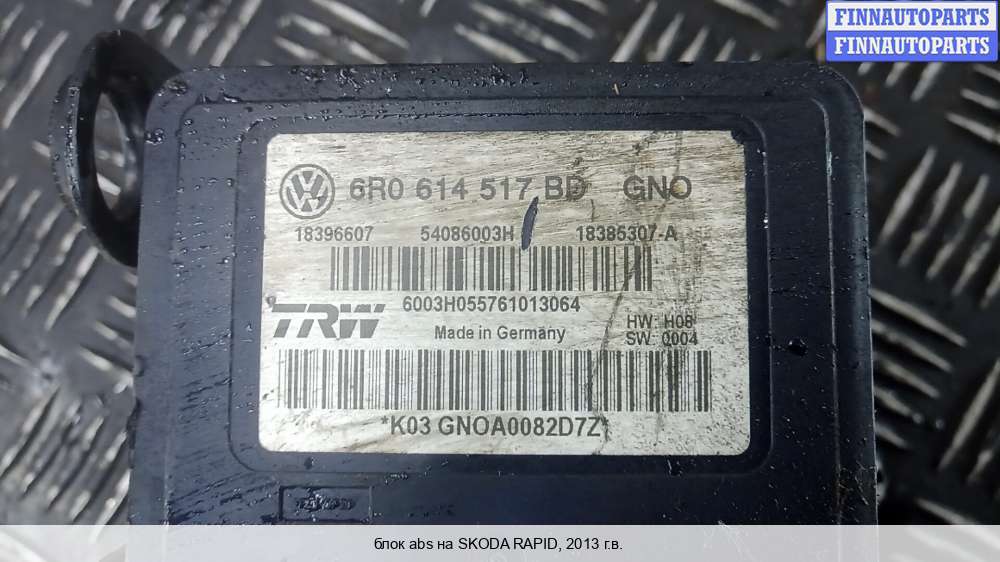 FINNAUTOPARTS
FINNAUTOPARTS
6R0 614 517 BD GNO
18396607 54086003H 18385307-A
6003H055761013064
TRW
Made in Germany
HW: H08
SW: 0004
*K03 GNOA0082D7Z*
блок abs на SKODA RAPID, 2013 г.в.